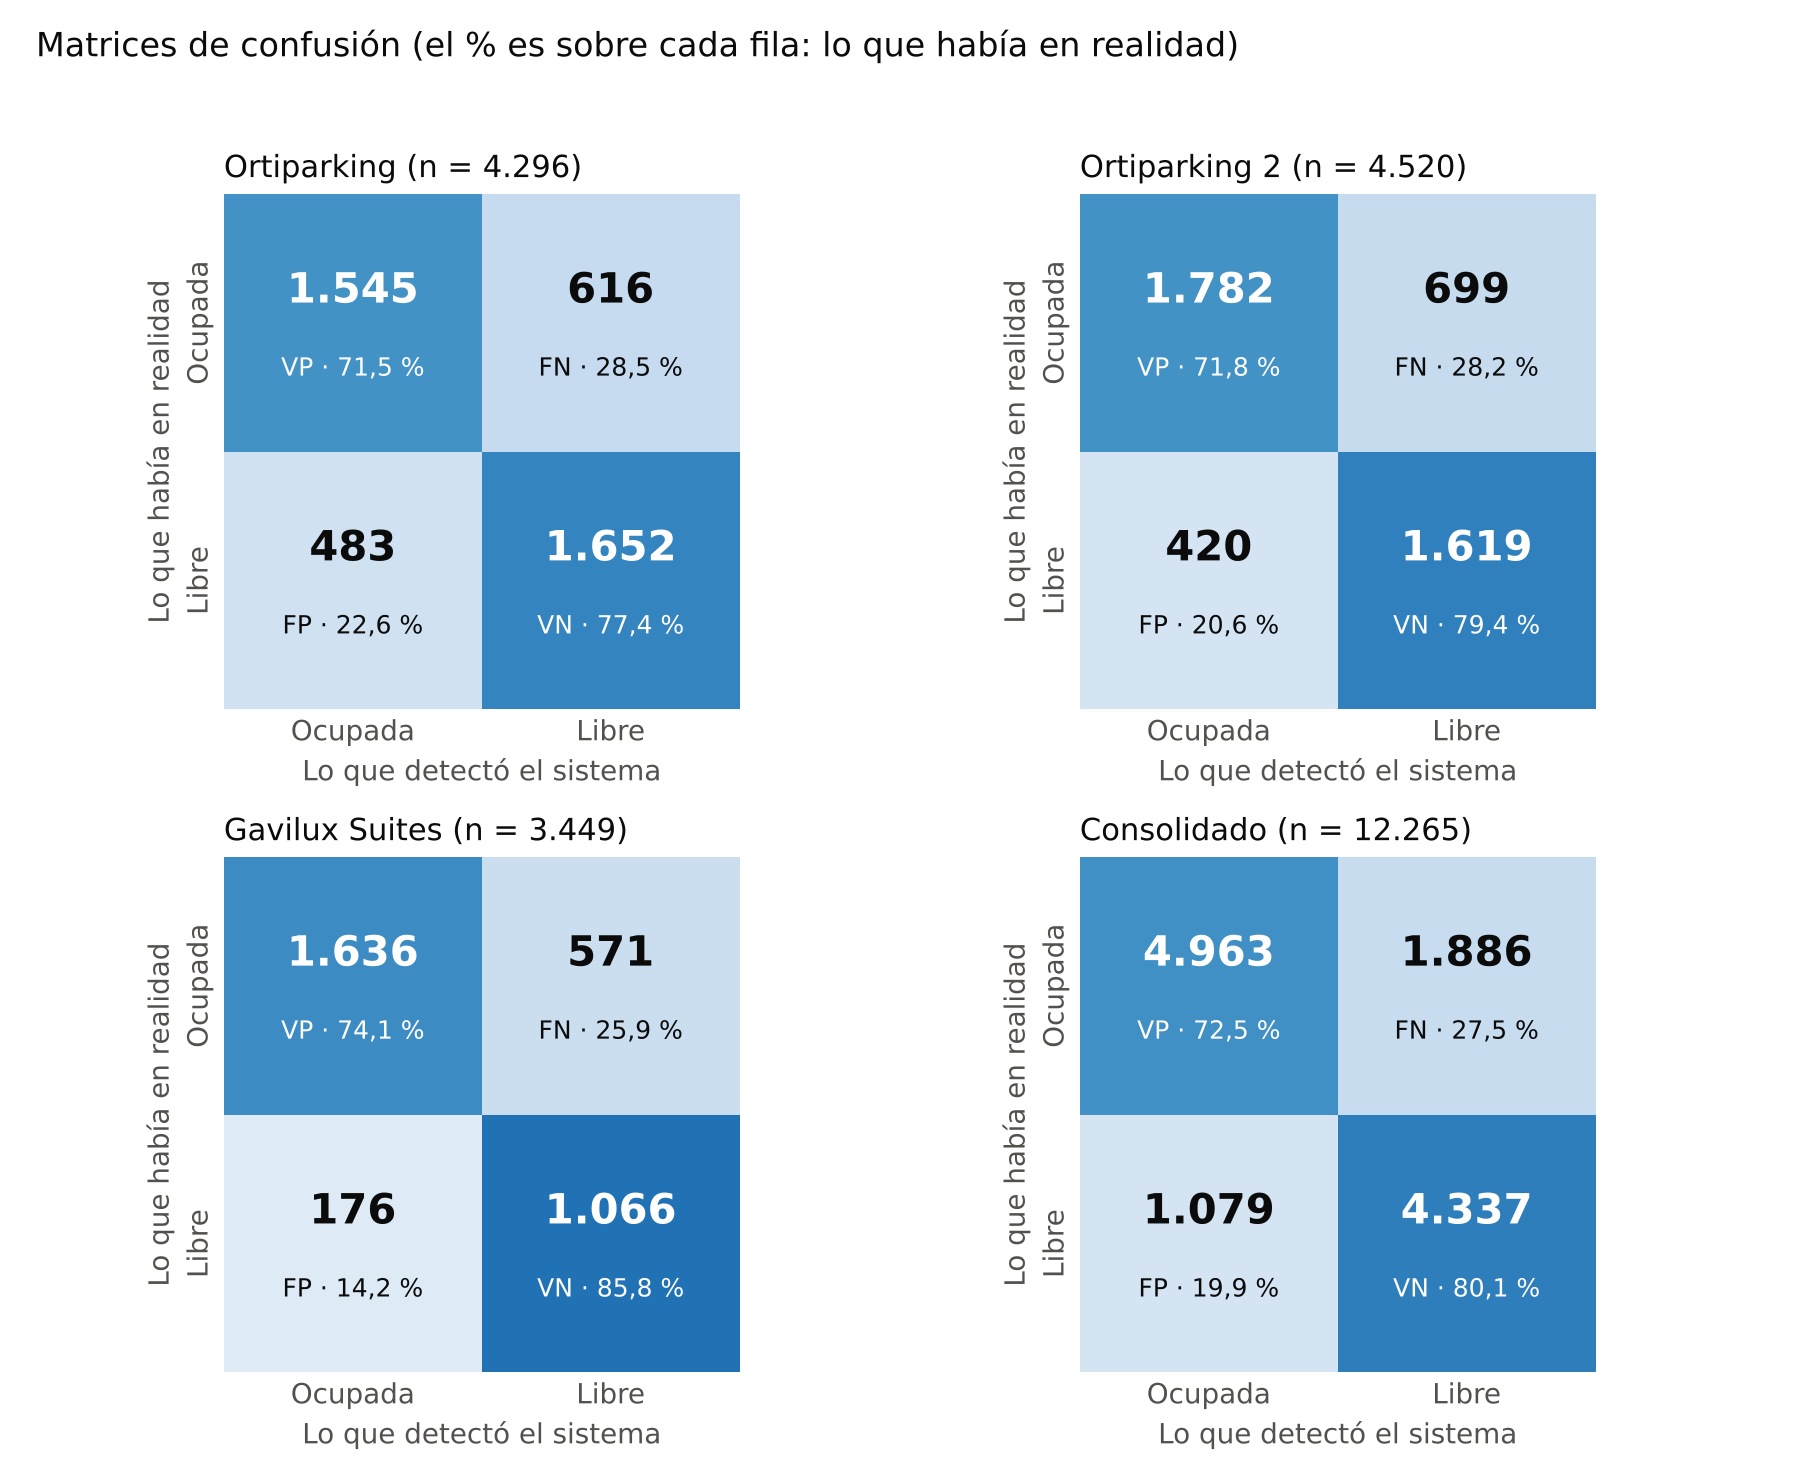 Matrices de confusión (el % es sobre cada fila: lo que había en realidad)
Ortiparking (n = 4.296)
Lo que había en realidad
Ocupada
Libre
1.545
VP · 71,5 %
616
FN · 28,5 %
483
FP · 22,6 %
1.652
VN · 77,4 %
Ocupada
Libre
Lo que detectó el sistema
Ortiparking 2 (n = 4.520)
Lo que había en realidad
Ocupada
Libre
1.782
VP · 71,8 %
699
FN · 28,2 %
420
FP · 20,6 %
1.619
VN · 79,4 %
Ocupada
Libre
Lo que detectó el sistema
Gavilux Suites (n = 3.449)
Lo que había en realidad
Ocupada
Libre
1.636
VP · 74,1 %
571
FN · 25,9 %
176
FP · 14,2 %
1.066
VN · 85,8 %
Ocupada
Libre
Lo que detectó el sistema
Consolidado (n = 12.265)
Lo que había en realidad
Ocupada
Libre
4.963
VP · 72,5 %
1.886
FN · 27,5 %
1.079
FP · 19,9 %
4.337
VN · 80,1 %
Ocupada
Libre
Lo que detectó el sistema